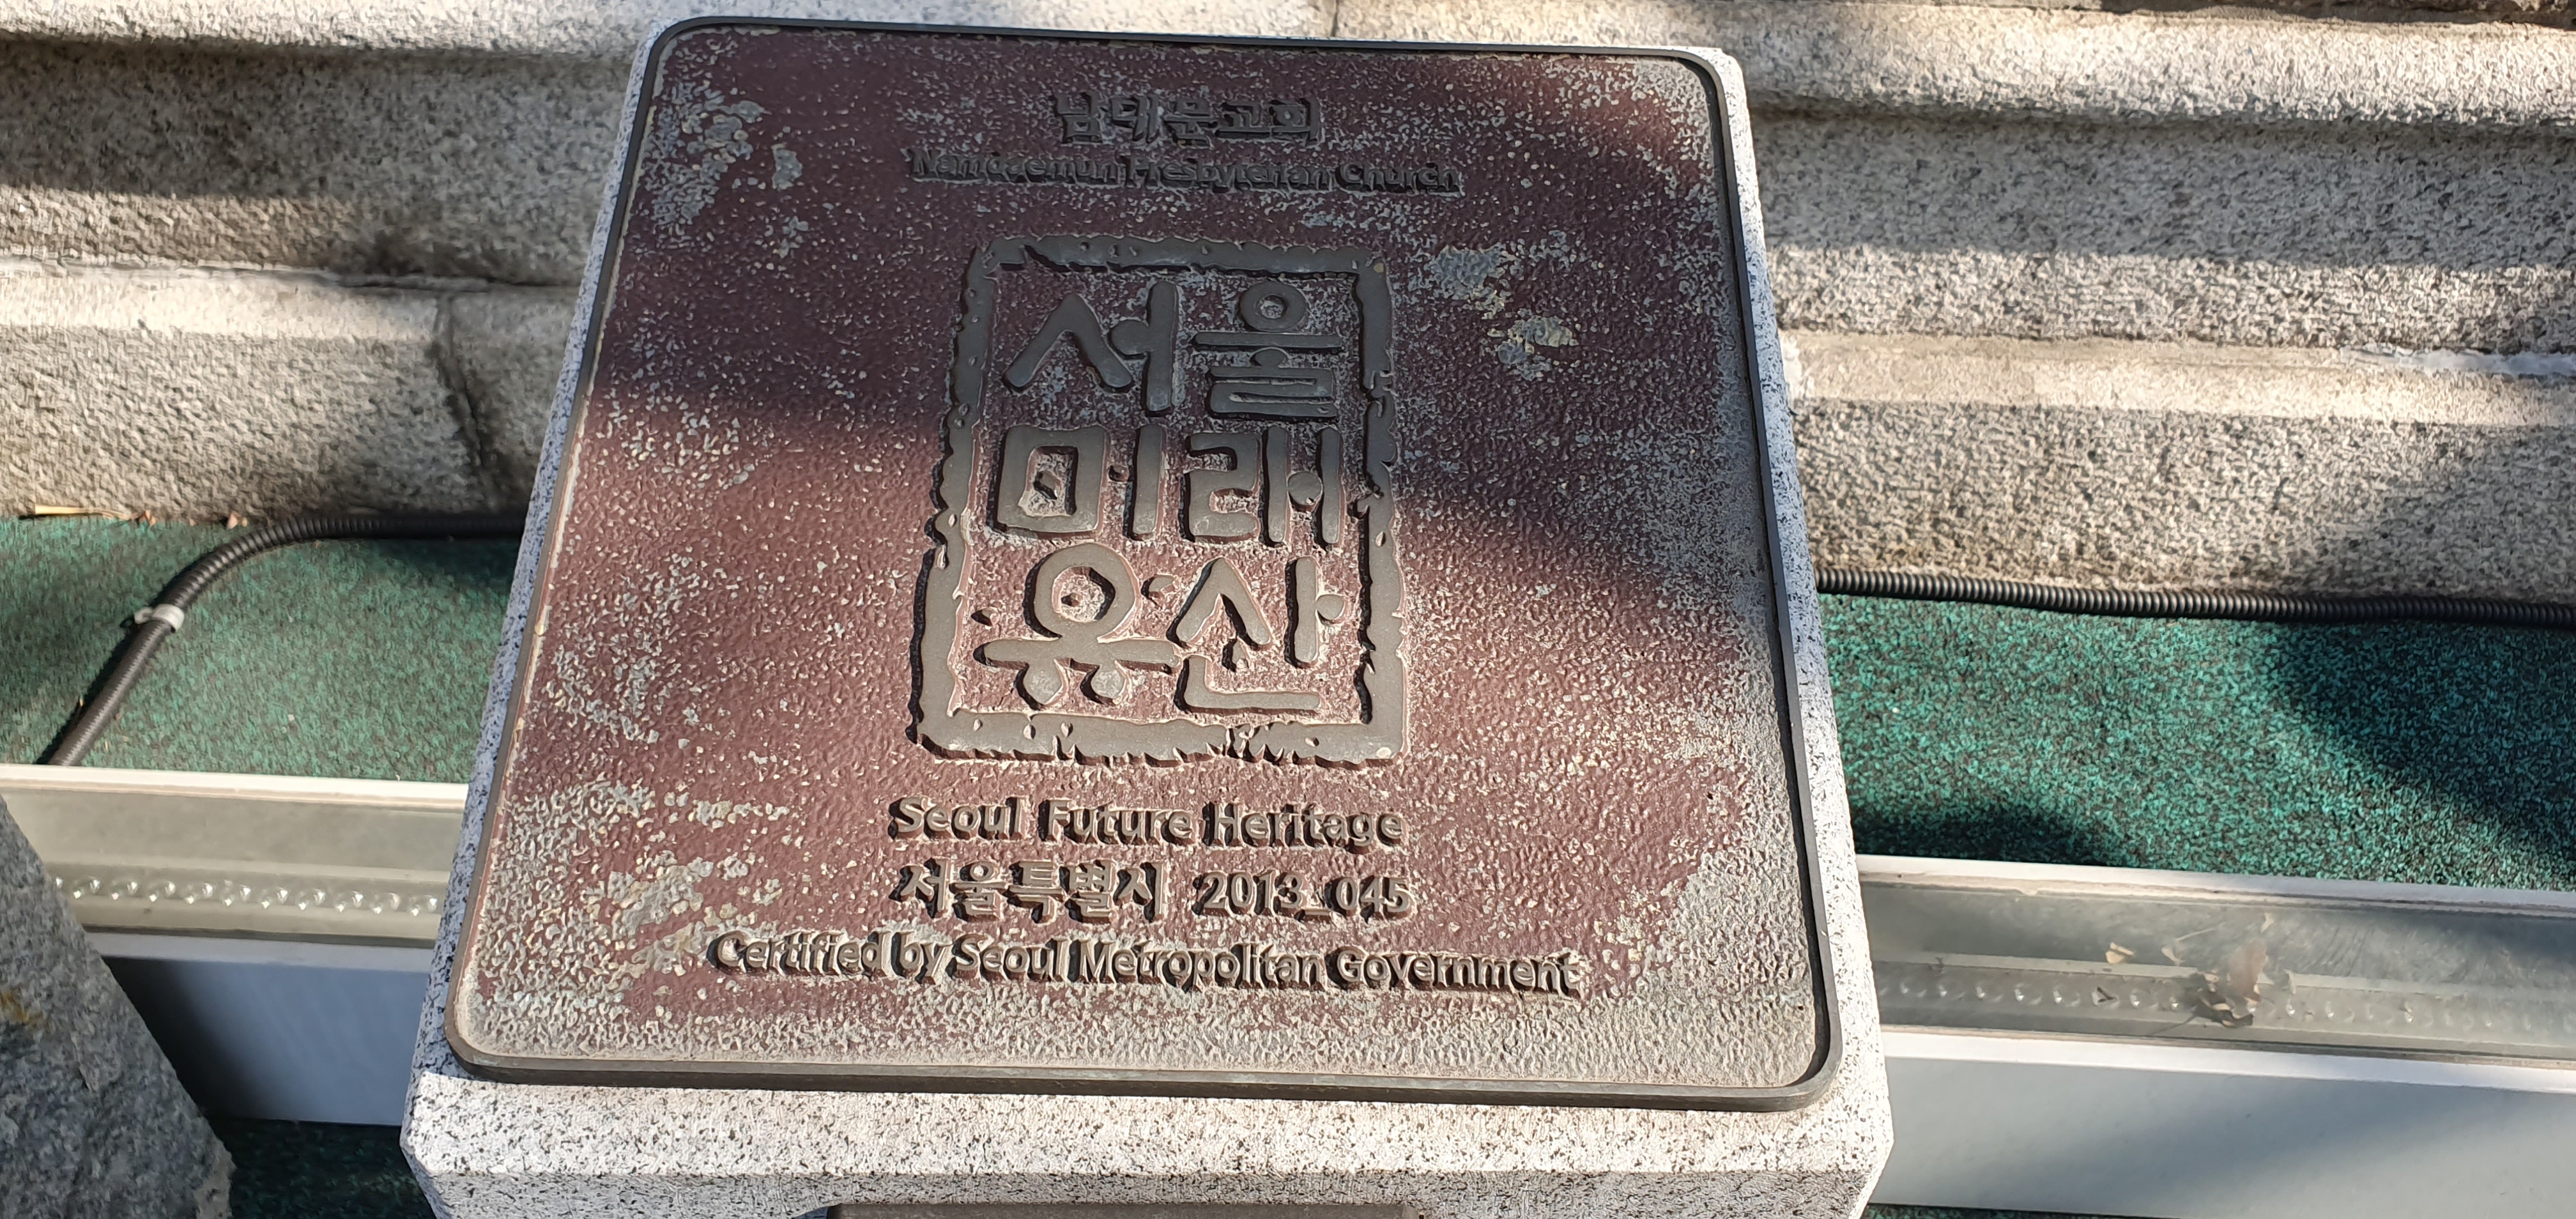 남대문교회
Namdaemun Presbyterian Church
서울
미래
유산
Seoul Future Heritage
서울특별시 2013_045
Certified by Seoul Metropolitan Government